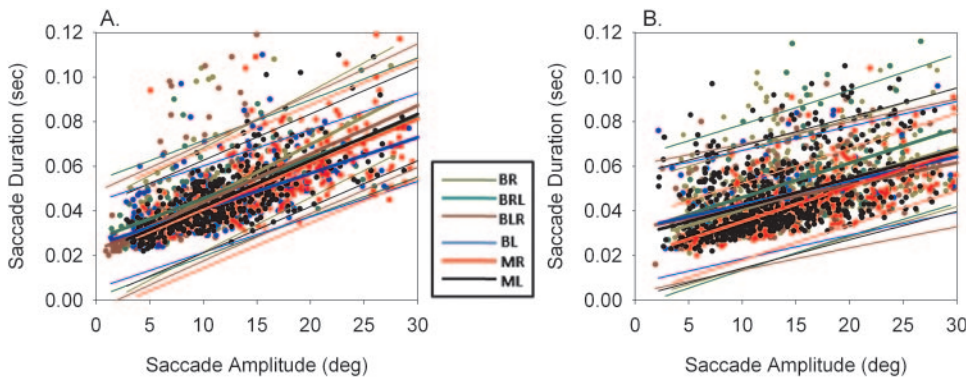 A.
Saccade Duration (sec)
0.12
0.10
0.08
0.06
0.04
0.02
0.00
0 5 10 15 20 25 30
Saccade Amplitude (deg)
BR
BRL
BLR
BL
MR
ML
B.
Saccade Duration (sec)
0.12
0.10
0.08
0.06
0.04
0.02
0.00
0 5 10 15 20 25 30
Saccade Amplitude (deg)